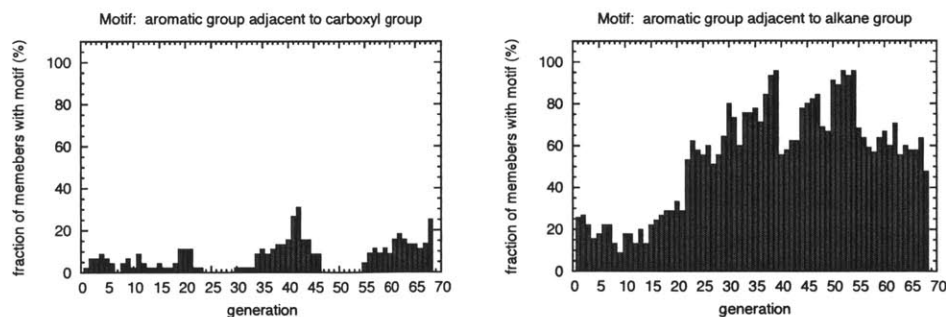 Motif: aromatic group adjacent to carboxyl group
fraction of memebers with motif (%)
100
80
60
40
20
0
0 5 10 15 20 25 30 35 40 45 50 55 60 65 70
generation
Motif: aromatic group adjacent to alkane group
fraction of memebers with motif (%)
100
80
60
40
20
0
0 5 10 15 20 25 30 35 40 45 50 55 60 65 70
generation